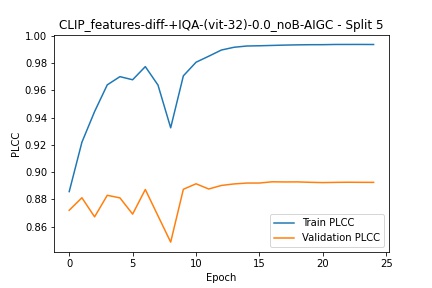 CLIP_features-diff-+IQA-(vit-32)-0.0_noB-AIGC - Split 5
1.00
0.98
0.96
0.94
0.92
0.90
0.88
0.86
PLCC
Train PLCC
Validation PLCC
0 5 10 15 20 25
Epoch